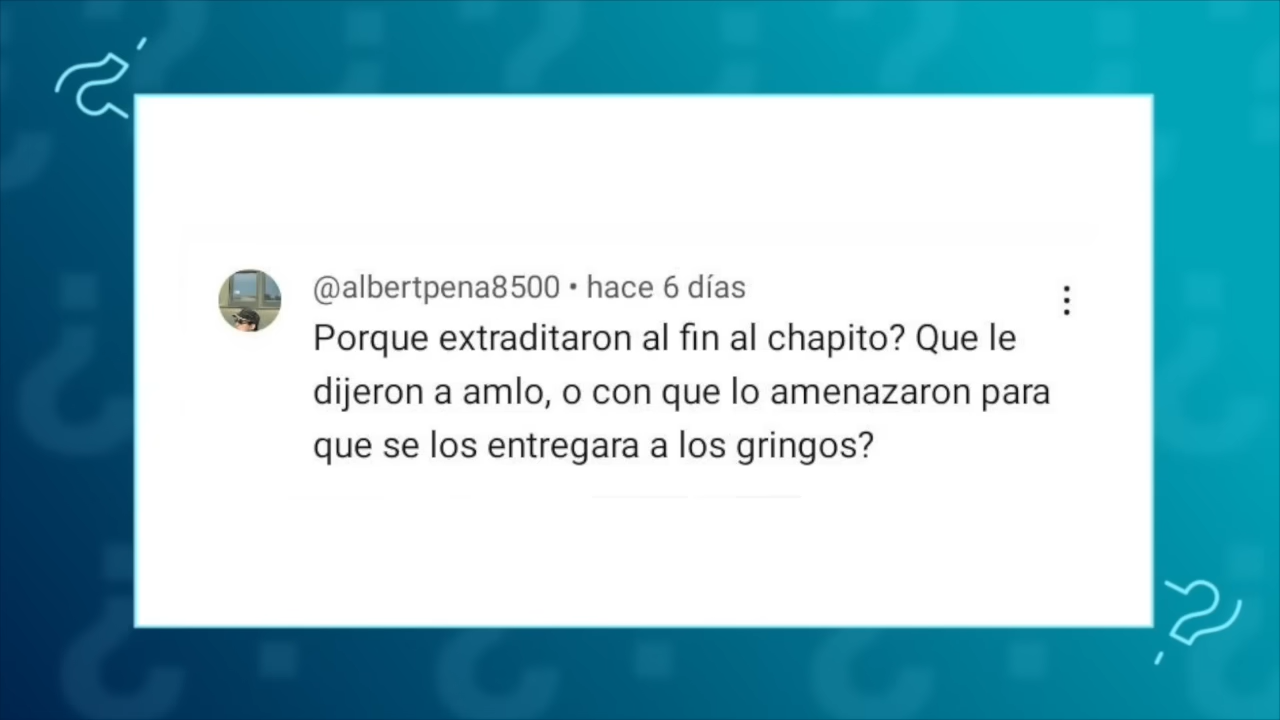 @albertpena8500 • hace 6 días
Porque extraditaron al fin al chapito? Que le
dijeron a amlo, o con que lo amenazaron para
que se los entregara a los gringos?